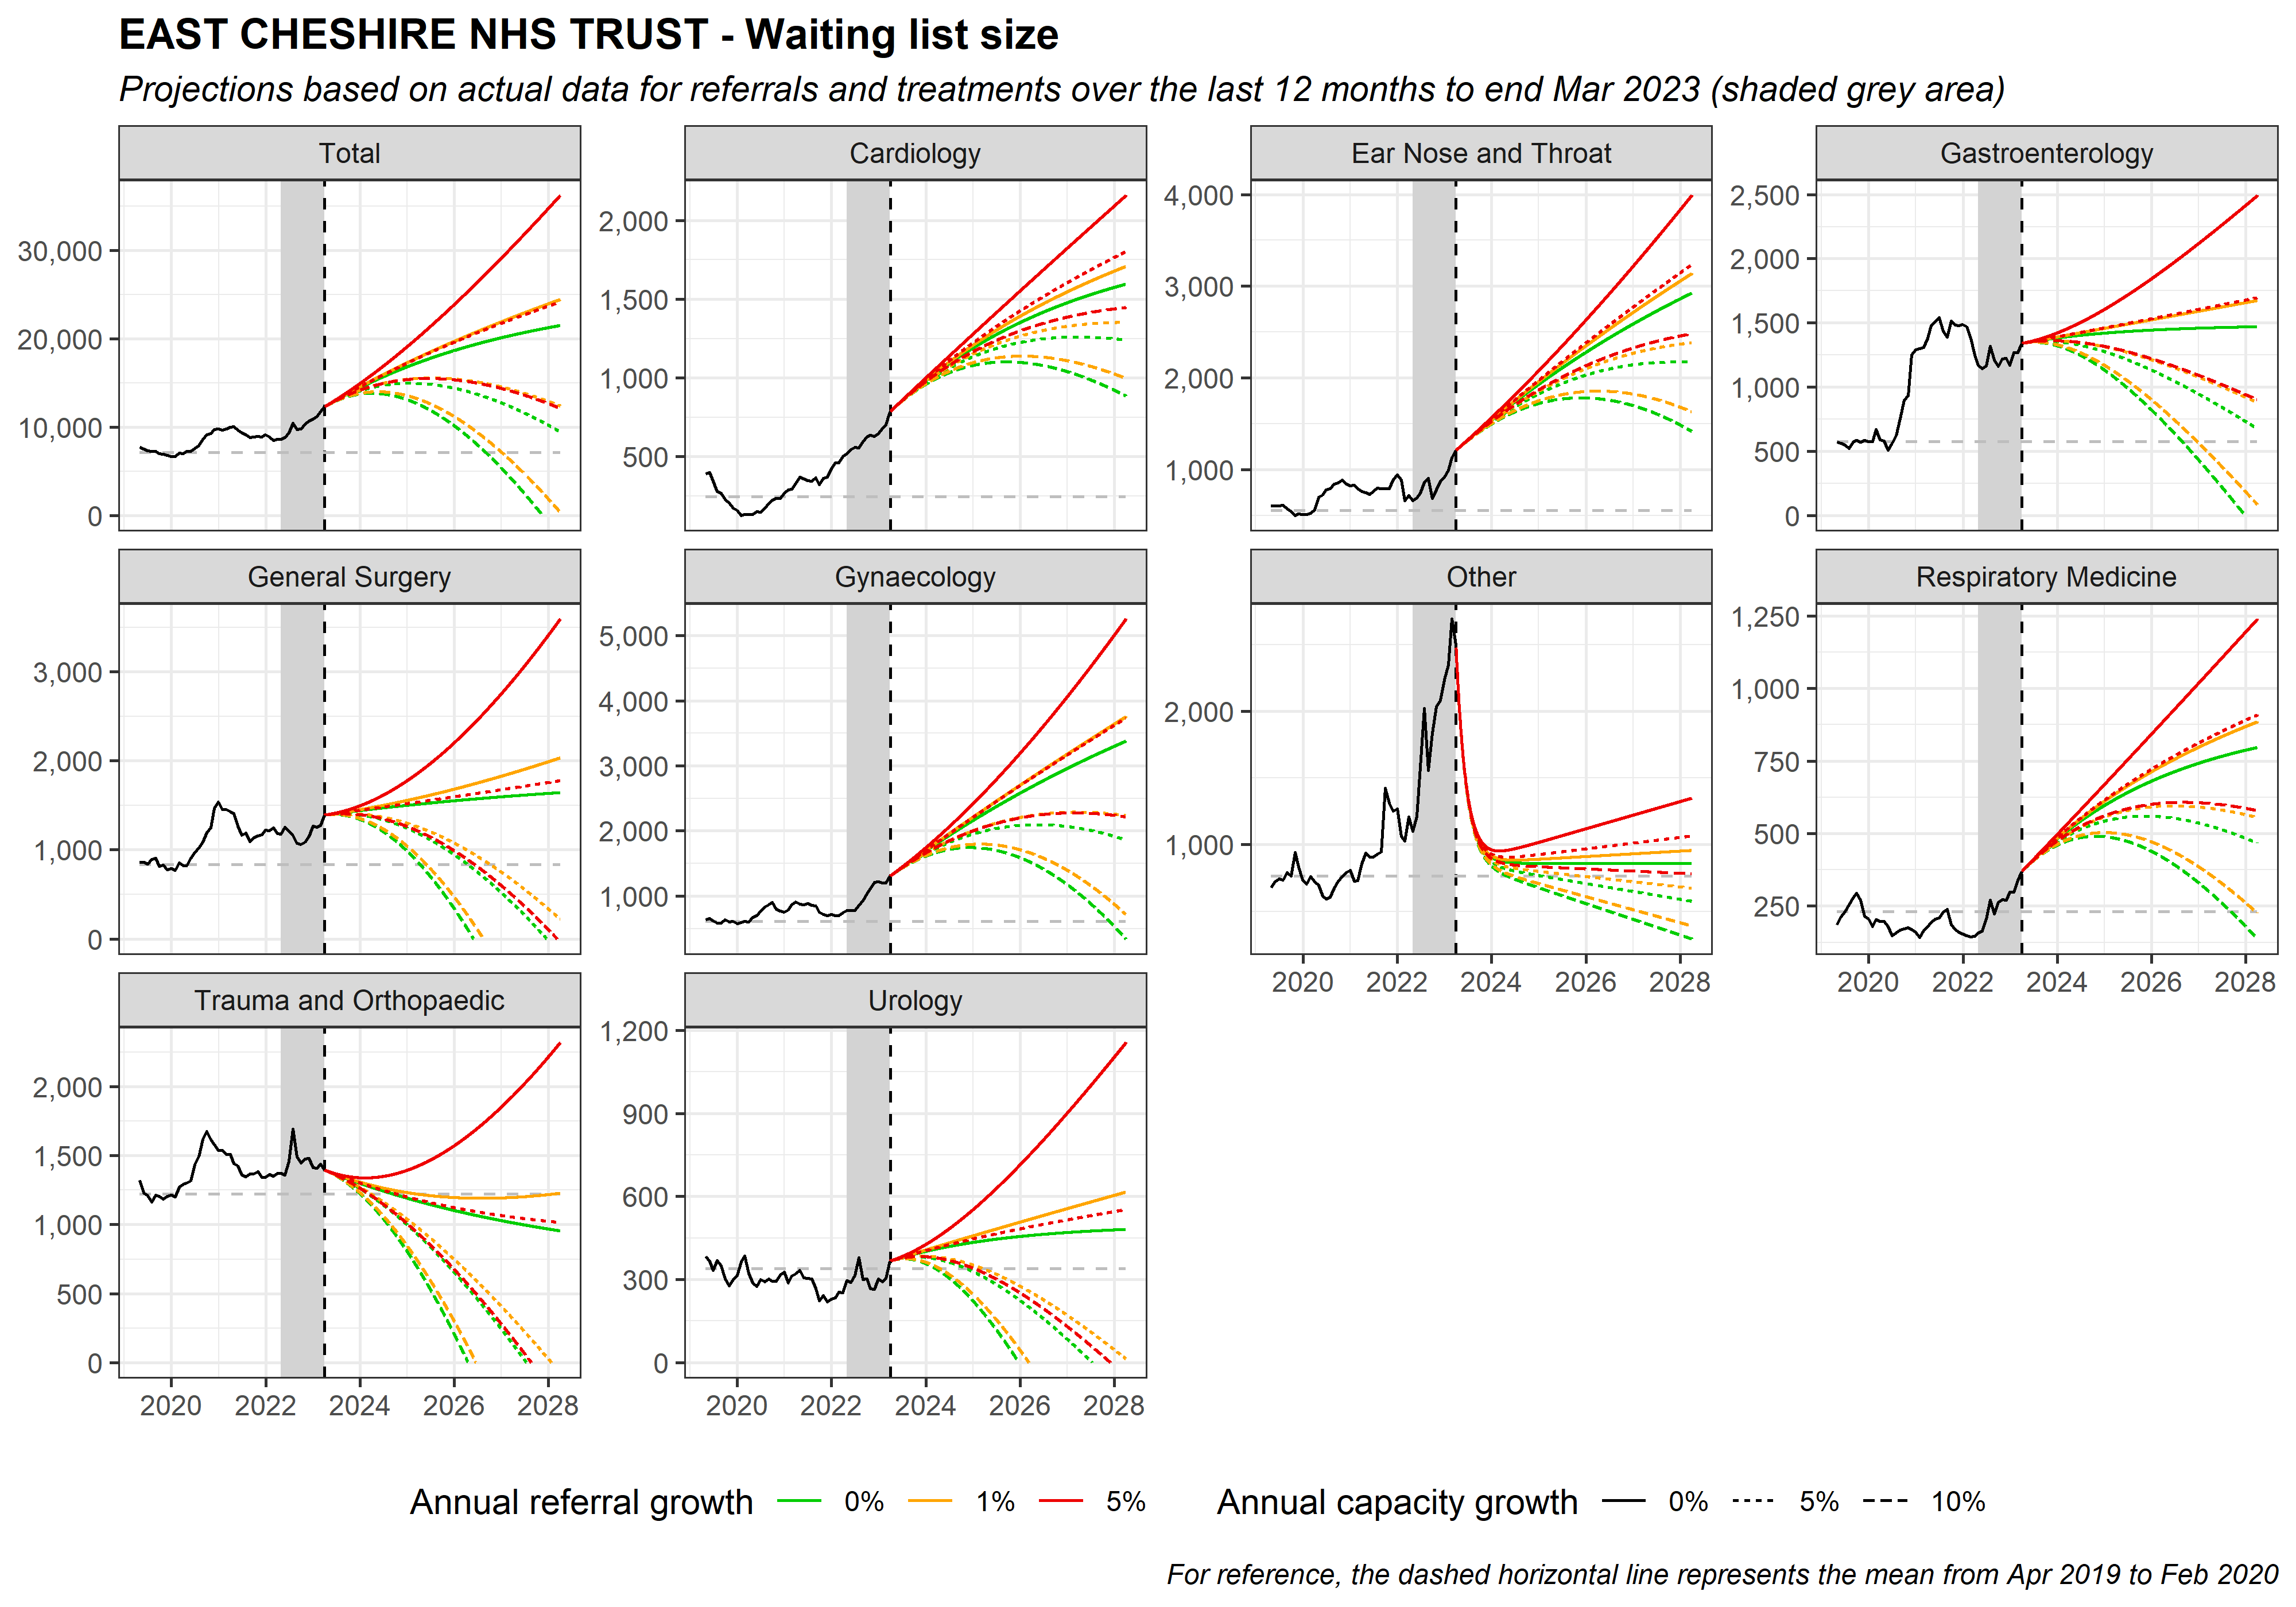 EAST CHESHIRE NHS TRUST - Waiting list size
Projections based on actual data for referrals and treatments over the last 12 months to end Mar 2023 (shaded grey area)
Total
Cardiology
Ear Nose and Throat
Gastroenterology
30,000
20,000
10,000
0
2,000
1,500
1,000
500
4,000
3,000
2,000
1,000
2,500
2,000
1,500
1,000
500
0
General Surgery
Gynaecology
Other
Respiratory Medicine
3,000
2,000
1,000
0
5,000
4,000
3,000
2,000
1,000
2,000
1,000
1,250
1,000
750
500
250
2020 2022 2024 2026 2028
2020 2022 2024 2026 2028
Trauma and Orthopaedic
Urology
2,000
1,500
1,000
500
0
1,200
900
600
300
0
2020 2022 2024 2026 2028
2020 2022 2024 2026 2028
Annual referral growth 0% 1% 5%
Annual capacity growth 0% 5% 10%
For reference, the dashed horizontal line represents the mean from Apr 2019 to Feb 2020